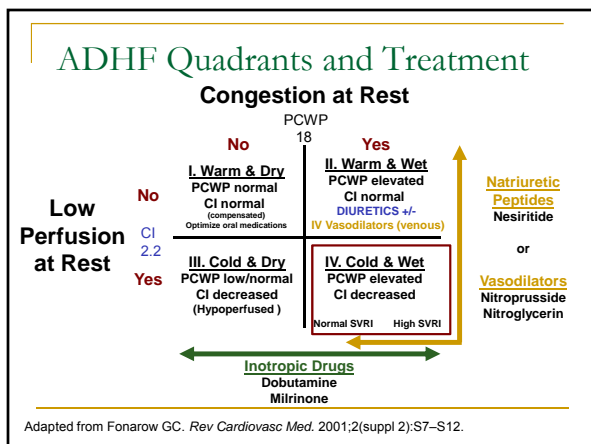 ADHF Quadrants and Treatment
Congestion at Rest
PCWP
18
No
Yes
Low
Perfusion
at Rest
No
CI
2.2
Yes
I. Warm & Dry
PCWP normal
CI normal
(compensated)
Optimize oral medications
II. Warm & Wet
PCWP elevated
CI normal
DIURETICS +/-
IV Vasodilators (venous)
III. Cold & Dry
PCWP low/normal
CI decreased
(Hypoperfused )
IV. Cold & Wet
PCWP elevated
CI decreased
Normal SVRI High SVRI
Natriuretic
Peptides
Nesiritide
or
Vasodilators
Nitroprusside
Nitroglycerin
Inotropic Drugs
Dobutamine
Milrinone
Adapted from Fonarow GC. Rev Cardiovasc Med. 2001;2(suppl 2):S7–S12.